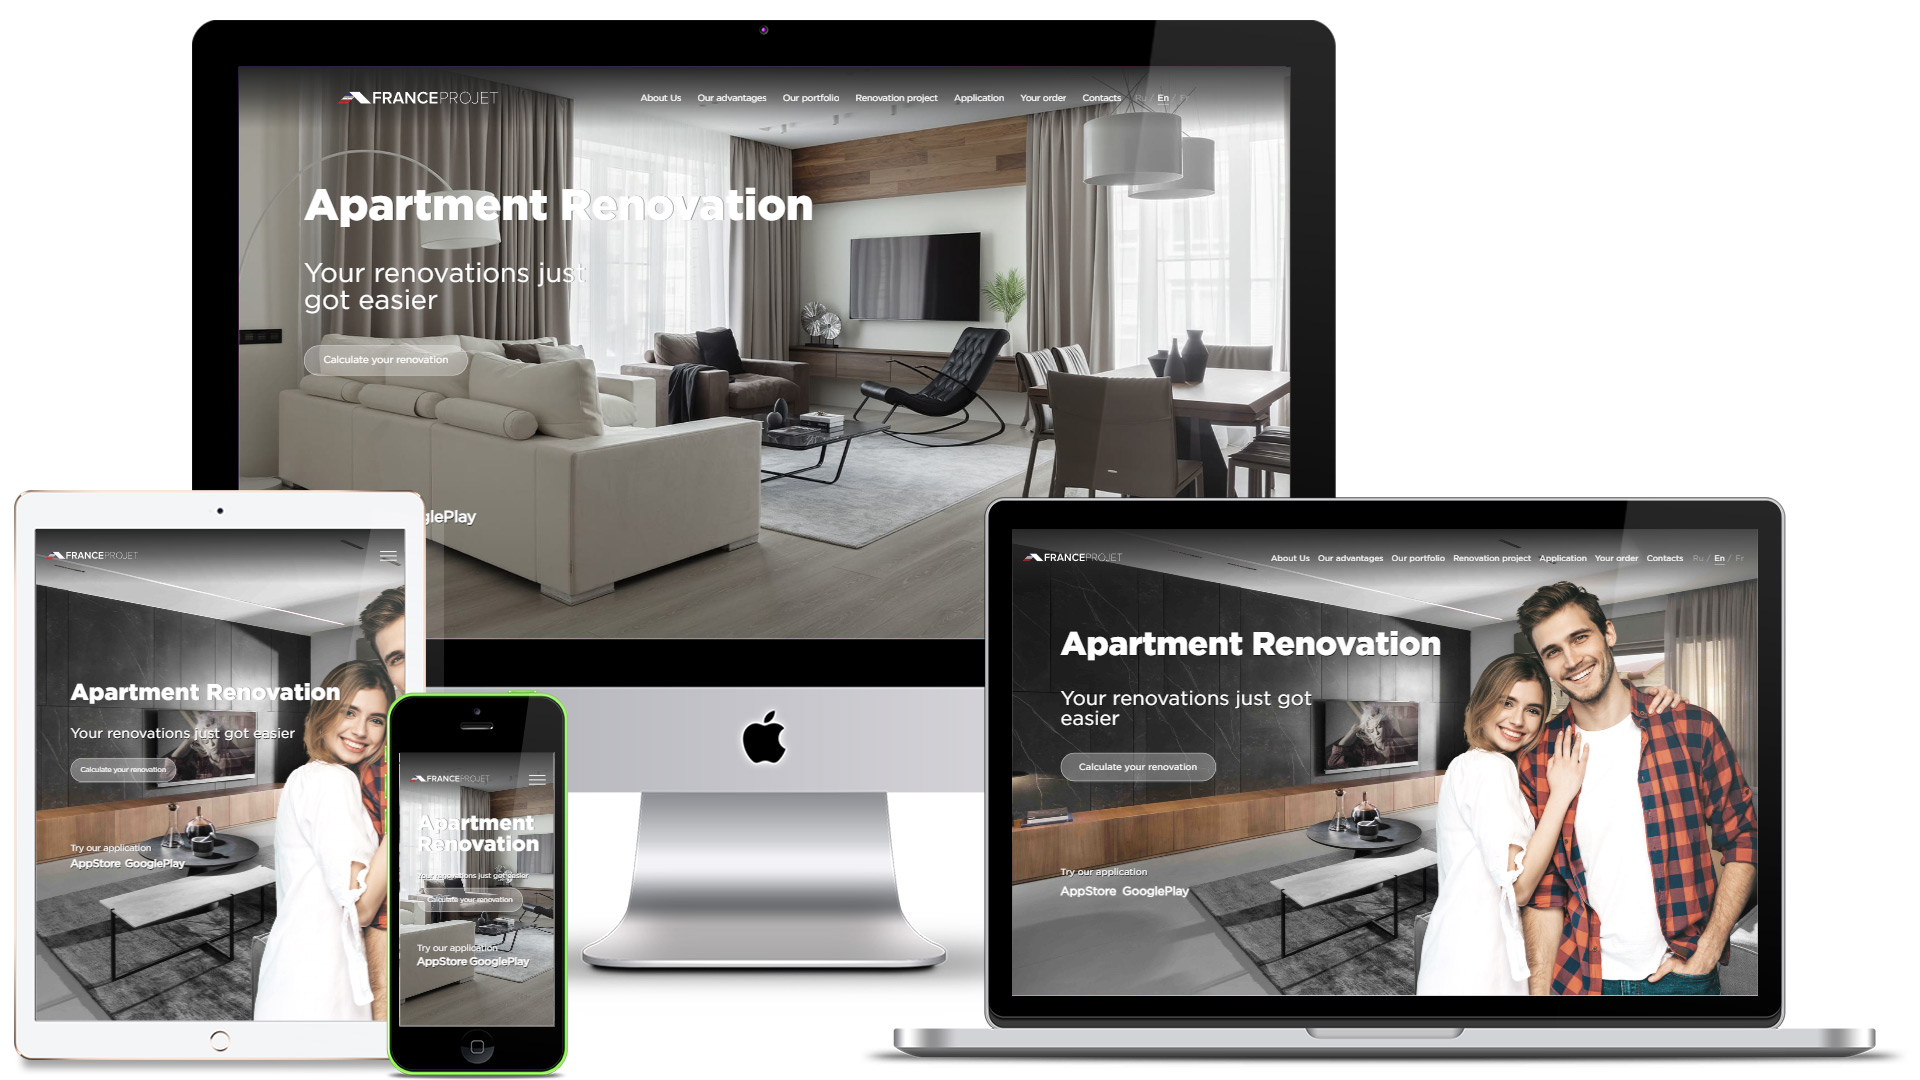 FRANCEPROJET
About Us Our advantages Our portfolio Renovation project Application Your order Contacts Ru / En / Fr
Apartment Renovation
Your renovations just
got easier
Calculate your renovation
glePlay
FRANCEPROJET
Apartment Renovation
Your renovations just got easier
Calculate your renovation
Try our application
AppStore GooglePlay
FRANCEPROJET
Apartment
Renovation
Your renovations just got easier
Calculate your renovation
Try our application
AppStore GooglePlay
FRANCEPROJET
About Us Our advantages Our portfolio Renovation project Application Your order Contacts Ru / En / Fr
Apartment Renovation
Your renovations just got
easier
Calculate your renovation
Try our application
AppStore GooglePlay